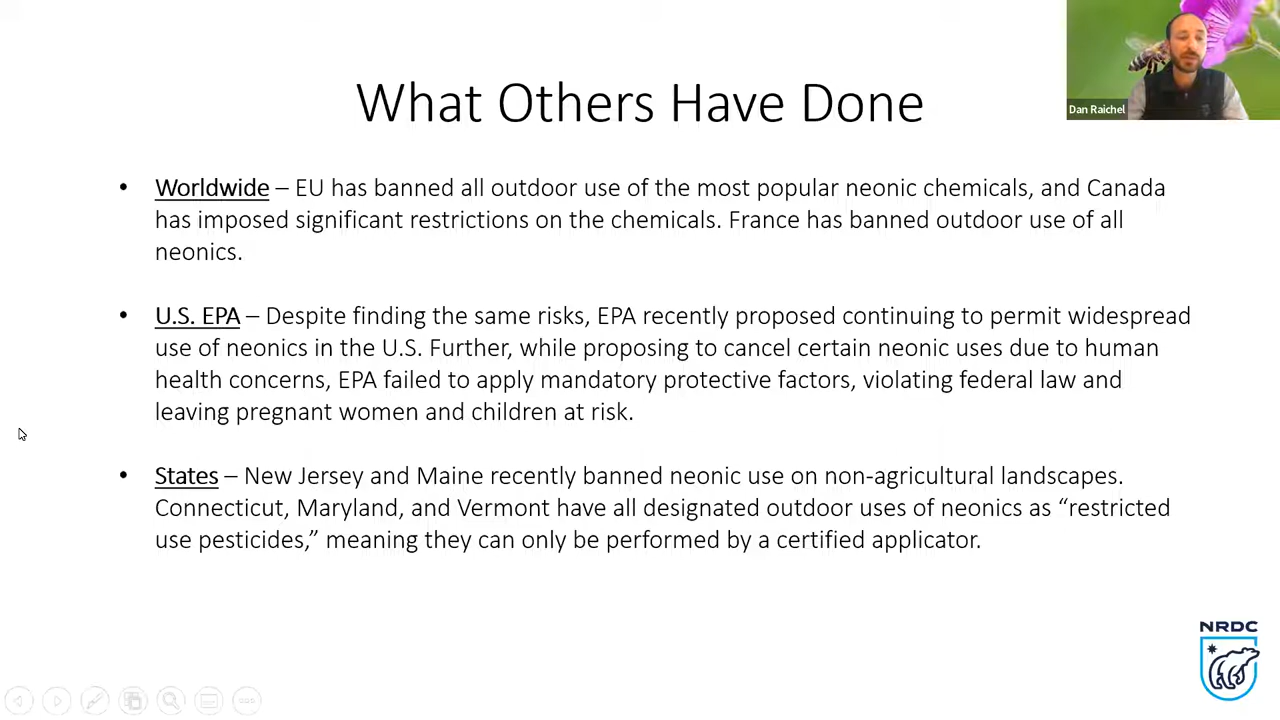 What Others Have Done
Dan Raichel
• Worldwide – EU has banned all outdoor use of the most popular neonic chemicals, and Canada
has imposed significant restrictions on the chemicals. France has banned outdoor use of all
neonics.
• U.S. EPA – Despite finding the same risks, EPA recently proposed continuing to permit widespread
use of neonics in the U.S. Further, while proposing to cancel certain neonic uses due to human
health concerns, EPA failed to apply mandatory protective factors, violating federal law and
leaving pregnant women and children at risk.
• States – New Jersey and Maine recently banned neonic use on non-agricultural landscapes.
Connecticut, Maryland, and Vermont have all designated outdoor uses of neonics as “restricted
use pesticides,” meaning they can only be performed by a certified applicator.
NRDC